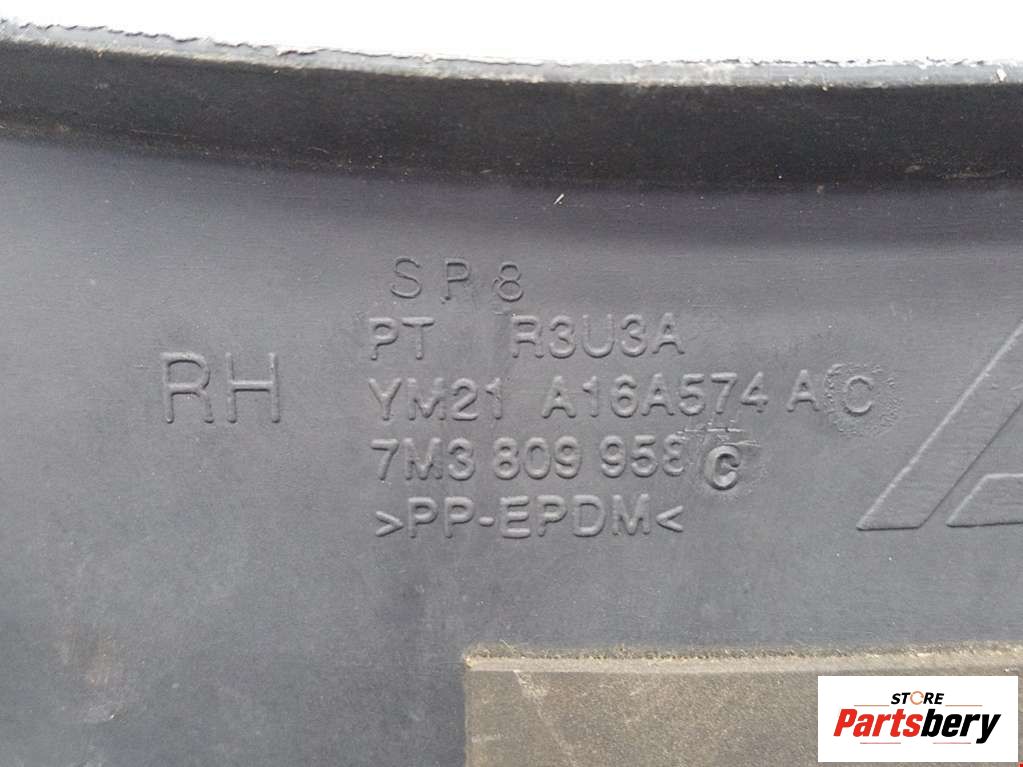 SP8
PT R3U3A
RH
YM21 A16A574 AC
7M3 809 958 C
>PP-EPDM<
STORE
Partsbery